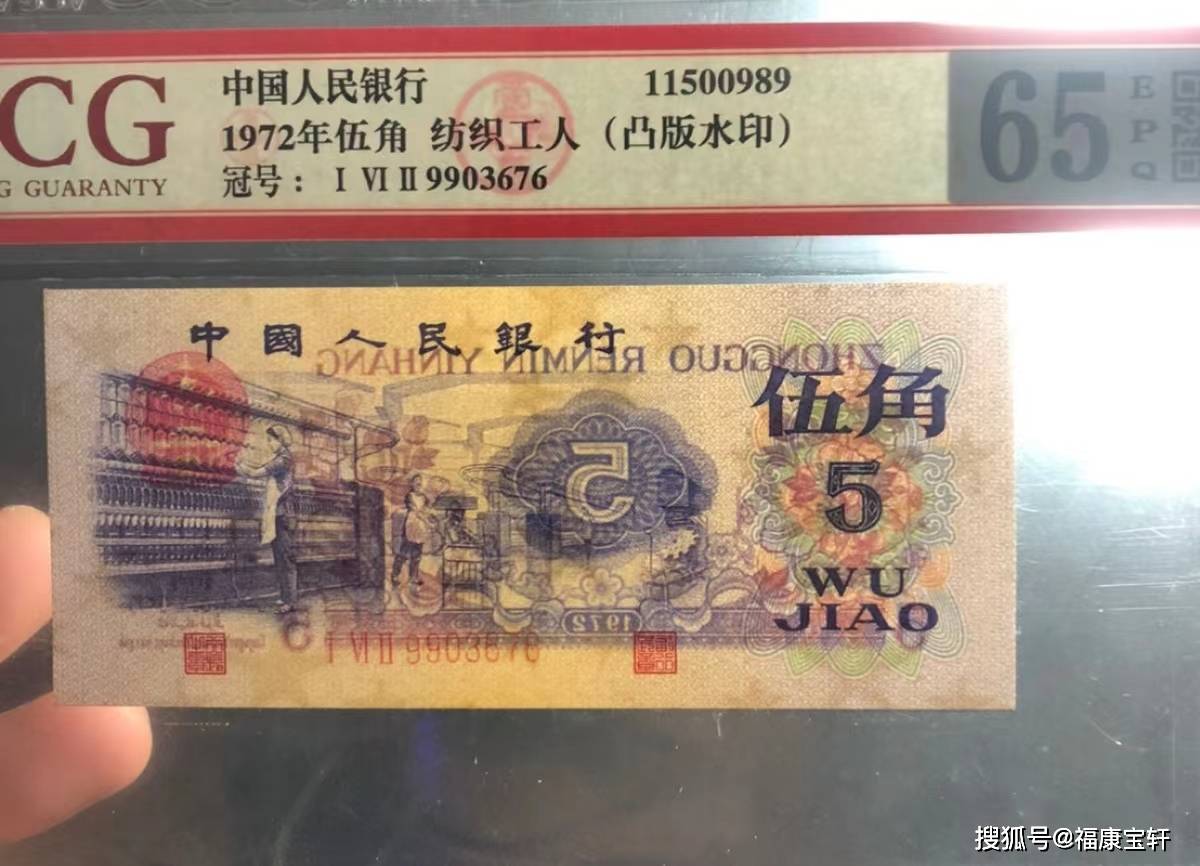 CG
G GUARANTY
中国人民银行
11500989
1972年伍角 纺织工人（凸版水印）
冠号： I VI II 9903676
65
EPQ
中國人民銀行
ZHONGGUO RENMIN YINHANG
伍角
5
5
WU
JIAO
1972
I VI II 9903676
搜狐号@福康宝轩